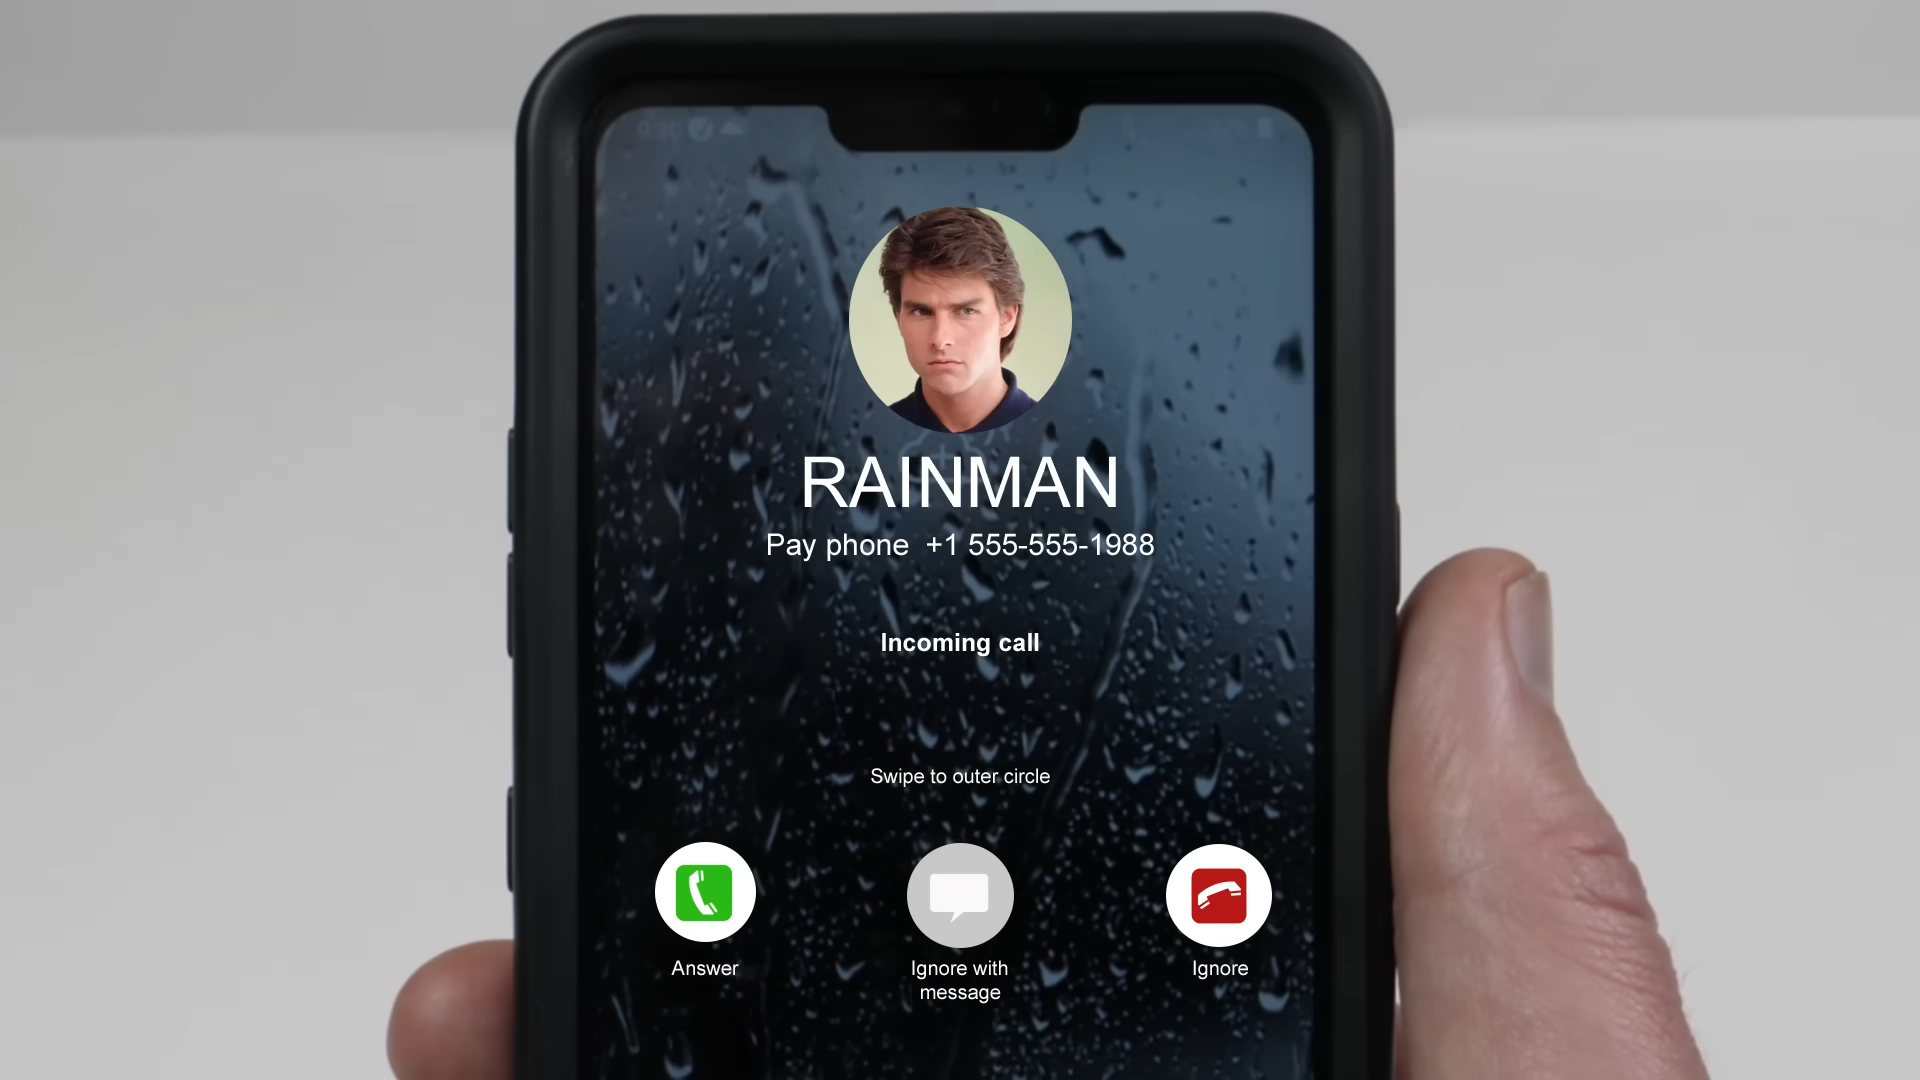 RAINMAN
Pay phone +1 555-555-1988
Incoming call
Swipe to outer circle
Answer
Ignore with
message
Ignore